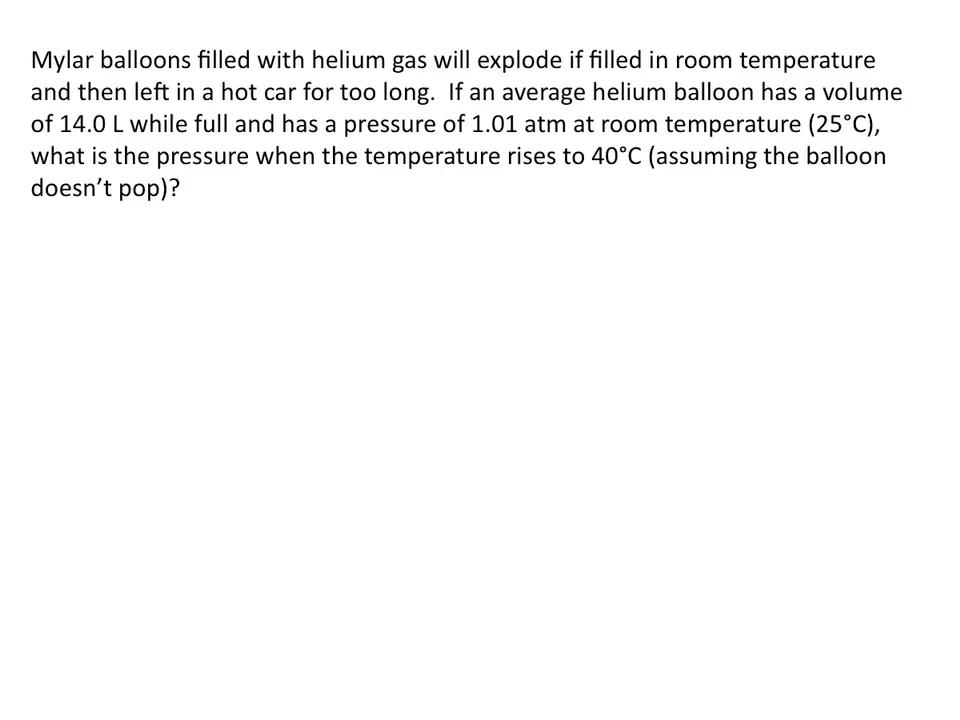 Mylar balloons filled with helium gas will explode if filled in room temperature
and then left in a hot car for too long.  If an average helium balloon has a volume
of 14.0 L while full and has a pressure of 1.01 atm at room temperature (25°C),
what is the pressure when the temperature rises to 40°C (assuming the balloon
doesn’t pop)?